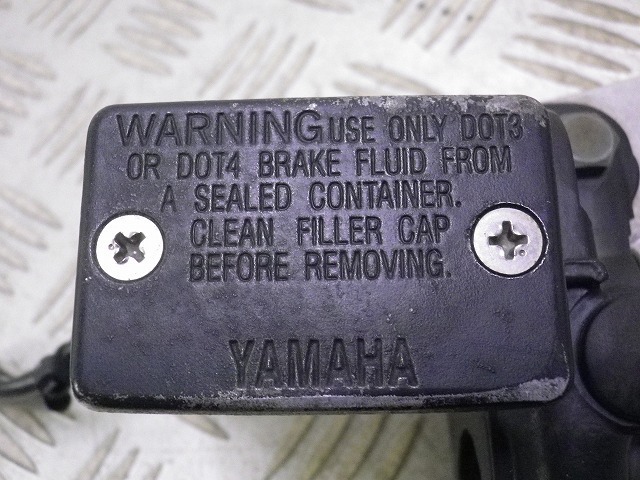 WARNING USE ONLY DOT3
OR DOT4 BRAKE FLUID FROM
A SEALED CONTAINER.
CLEAN FILLER CAP
BEFORE REMOVING.
YAMAHA